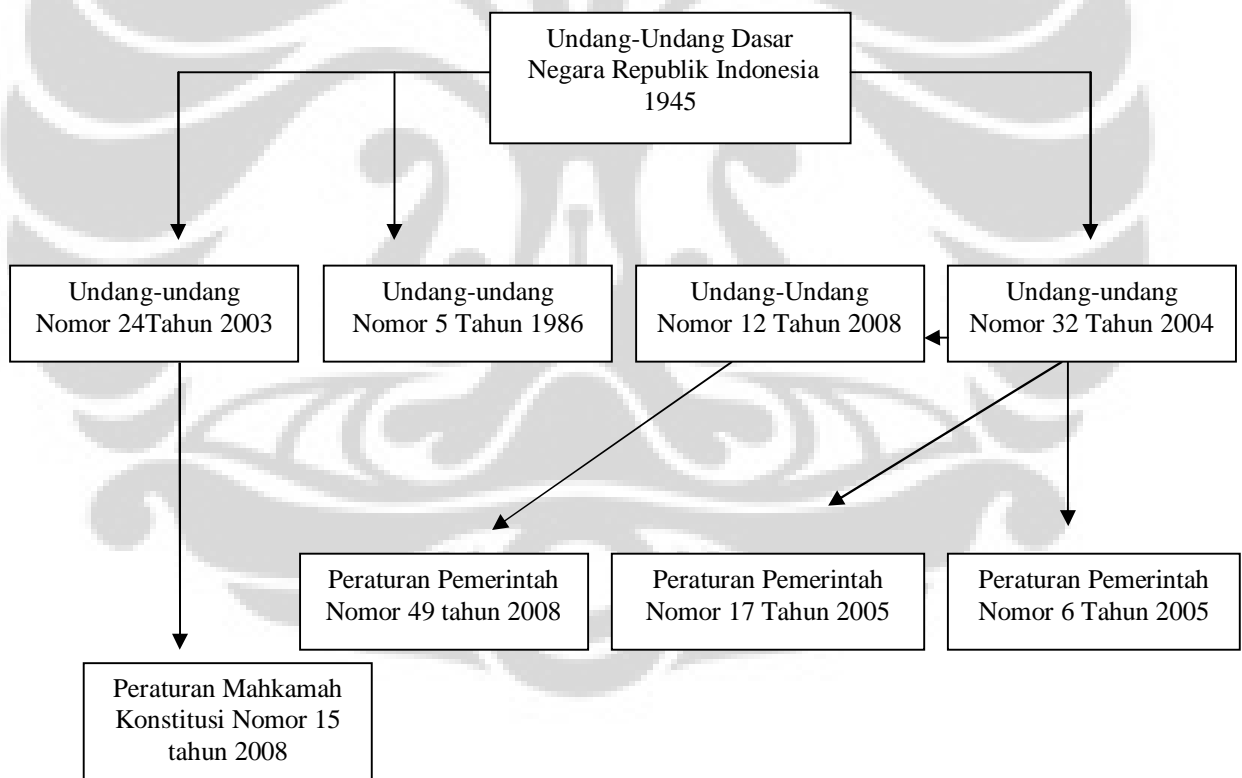 Undang-Undang Dasar
Negara Republik Indonesia
1945
Undang-undang
Nomor 24Tahun 2003
Undang-undang
Nomor 5 Tahun 1986
Undang-Undang
Nomor 12 Tahun 2008
Undang-undang
Nomor 32 Tahun 2004
Peraturan Pemerintah
Nomor 49 tahun 2008
Peraturan Pemerintah
Nomor 17 Tahun 2005
Peraturan Pemerintah
Nomor 6 Tahun 2005
Peraturan Mahkamah
Konstitusi Nomor 15
tahun 2008